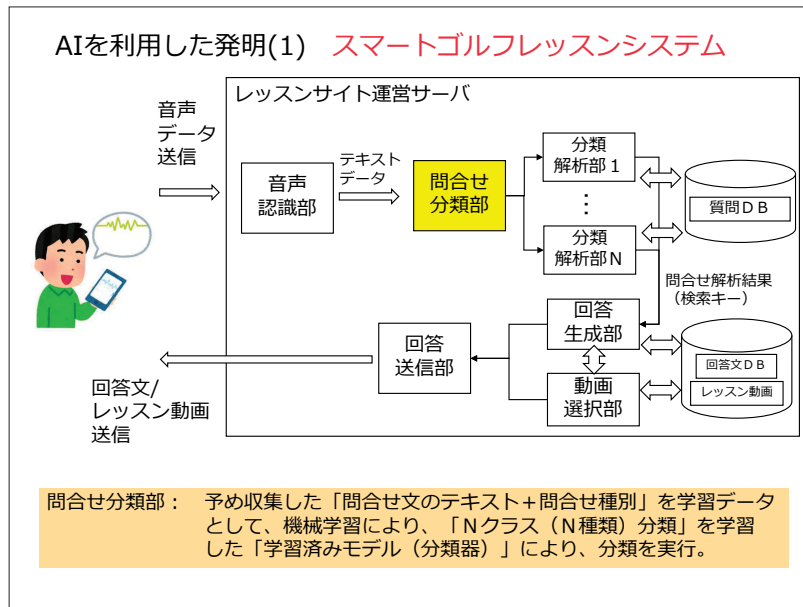 AIを利用した発明(1) スマートゴルフレッスンシステム
レッスンサイト運営サーバ
音声
データ
送信
音声
認識部
テキスト
データ
問合せ
分類部
分類
解析部1
⋮
分類
解析部N
質問DB
問合せ解析結果
(検索キー)
回答
生成部
動画
選択部
回答文DB
レッスン動画
回答
送信部
回答文/
レッスン動画
送信
問合せ分類部: 予め収集した「問合せ文のテキスト+問合せ種別」を学習データ
として、機械学習により、「Nクラス(N種類)分類」を学習
した「学習済みモデル(分類器)」により、分類を実行。